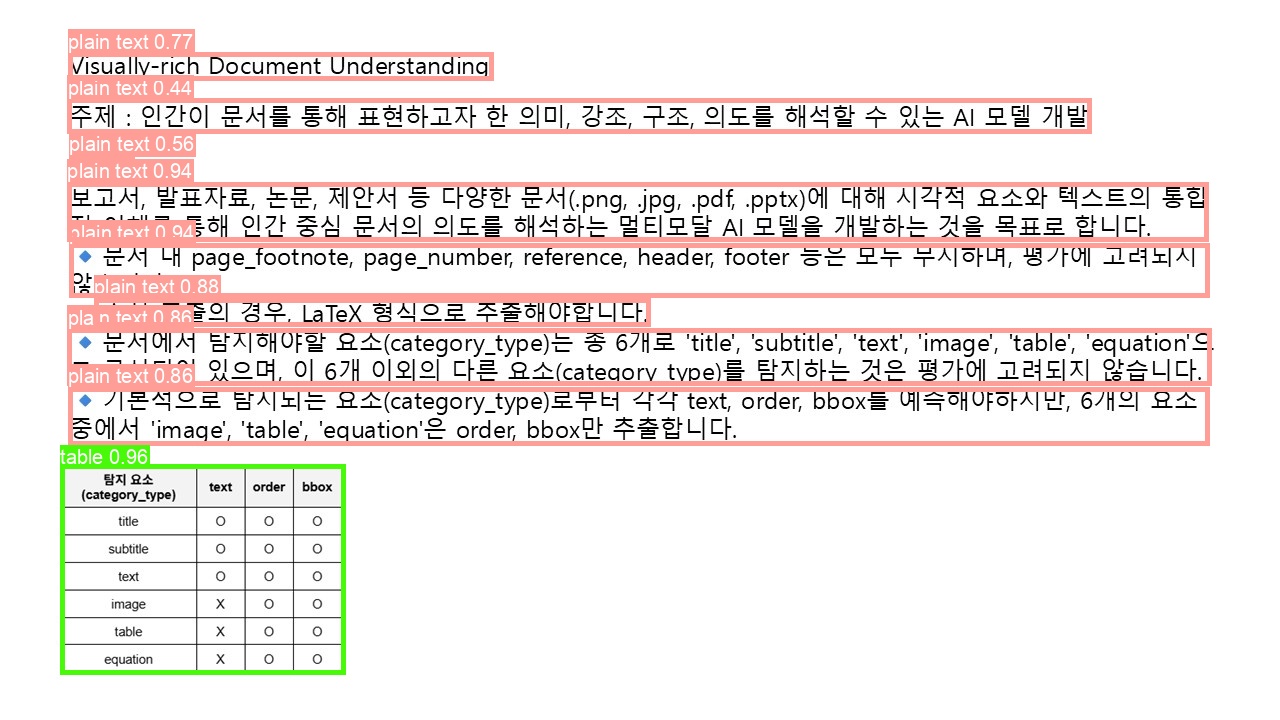 plain text 0.77
Visually-rich Document Understanding
plain text 0.44
주제 : 인간이 문서를 통해 표현하고자 한 의미, 강조, 구조, 의도를 해석할 수 있는 AI 모델 개발
plain text 0.56
plain text 0.94
보고서, 발표자료, 논문, 제안서 등 다양한 문서(.png, .jpg, .pdf, .pptx)에 대해 시각적 요소와 텍스트의 통합
통해 인간 중심 문서의 의도를 해석하는 멀티모달 AI 모델을 개발하는 것을 목표로 합니다.
plain text 0.94
🔹 문서 내 page_footnote, page_number, reference, header, footer 등은 모두 무시하며, 평가에 고려되지
않
plain text 0.88
경우, LaTeX 형식으로 추출해야합니다.
plain text 0.86
🔹 문서에서 탐지해야할 요소(category_type)는 총 6개로 'title', 'subtitle', 'text', 'image', 'table', 'equation'으
있으며, 이 6개 이외의 다른 요소(category_type)를 탐지하는 것은 평가에 고려되지 않습니다.
plain text 0.86
🔹 기본적으로 탐지되는 요소(category_type)로부터 각각 text, order, bbox를 예측해야하지만, 6개의 요소
중에서 'image', 'table', 'equation'은 order, bbox만 추출합니다.
table 0.96
탐지 요소
(category_type) text order bbox
title O O O
subtitle O O O
text O O O
image X O O
table X O O
equation X O O